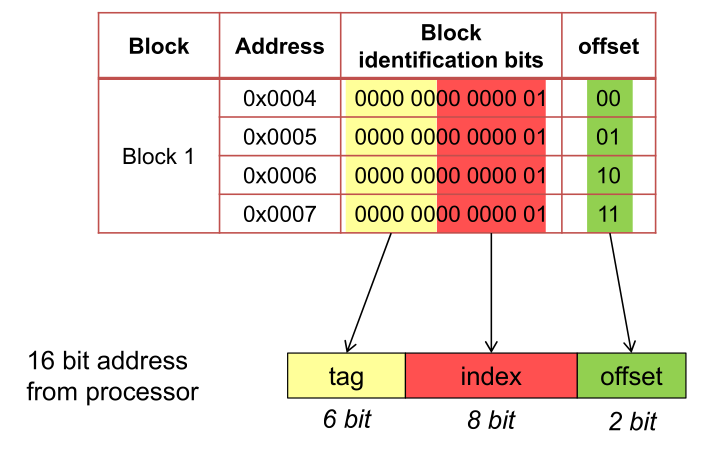 Block Address Block identification bits offset
Block 1
0x0004 0000 0000 0000 01 00
0x0005 0000 0000 0000 01 01
0x0006 0000 0000 0000 01 10
0x0007 0000 0000 0000 01 11
16 bit address
from processor
tag index offset
6 bit 8 bit 2 bit